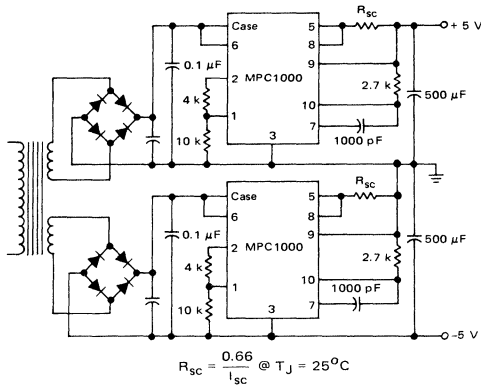 R_SC
+ 5 V
Case
5
6
8
0.1 μF
9
2
MPC1000
2.7 k
4 k
500 μF
1
10
10 k
7
3
1000 pF
R_SC
Case
5
6
8
0.1 μF
9
2
MPC1000
2.7 k
500 μF
4 k
10
1
1000 pF
7
10 k
3
−5 V
R_SC = 0.66 / I_SC @ T_J = 25°C